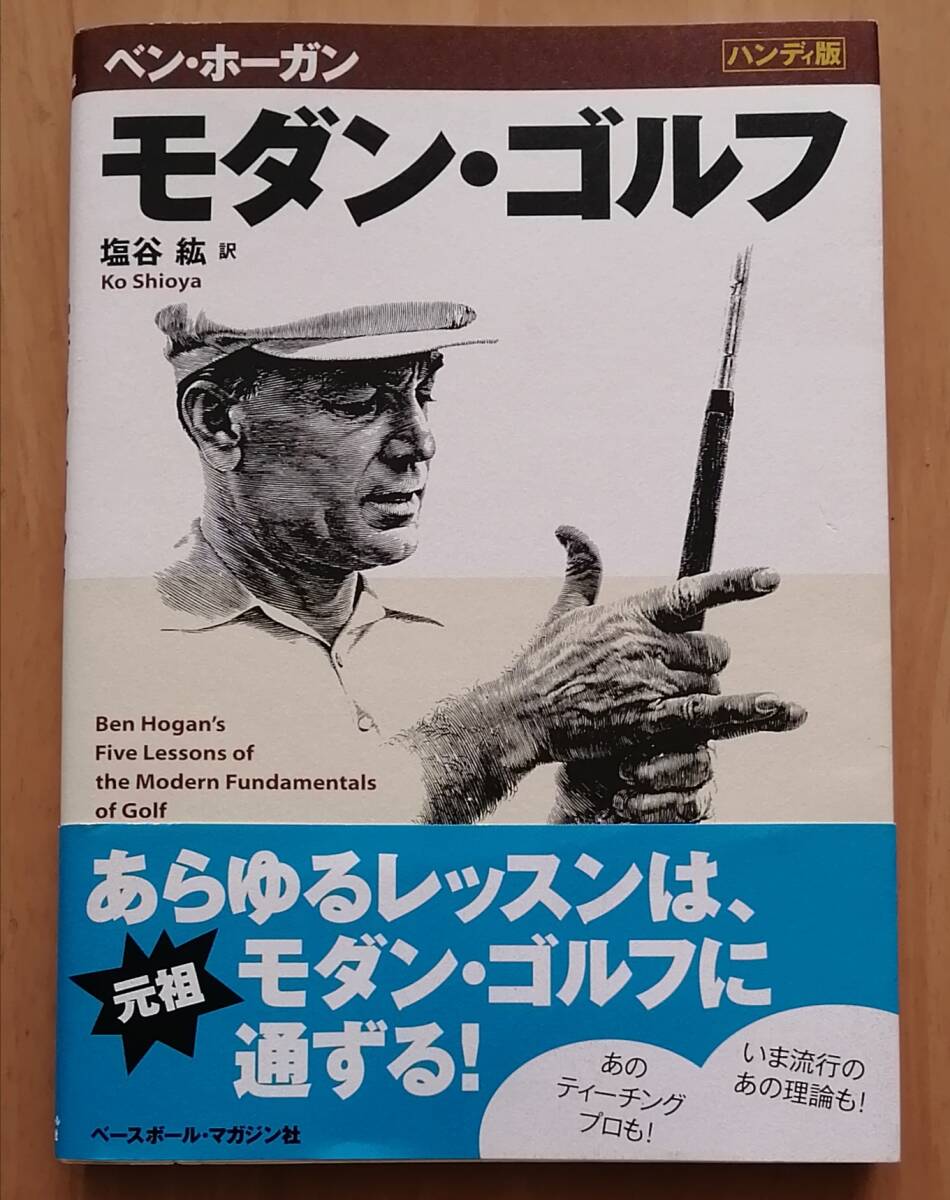 ベン・ホーガン
ハンディ版
モダン・ゴルフ
塩谷 紘 訳
Ko Shioya
Ben Hogan's
Five Lessons of
the Modern Fundamentals
of Golf
あらゆるレッスンは、
元祖
モダン・ゴルフに
通ずる!
あの
ティーチング
プロも!
いま流行の
あの理論も!
ベースボール・マガジン社